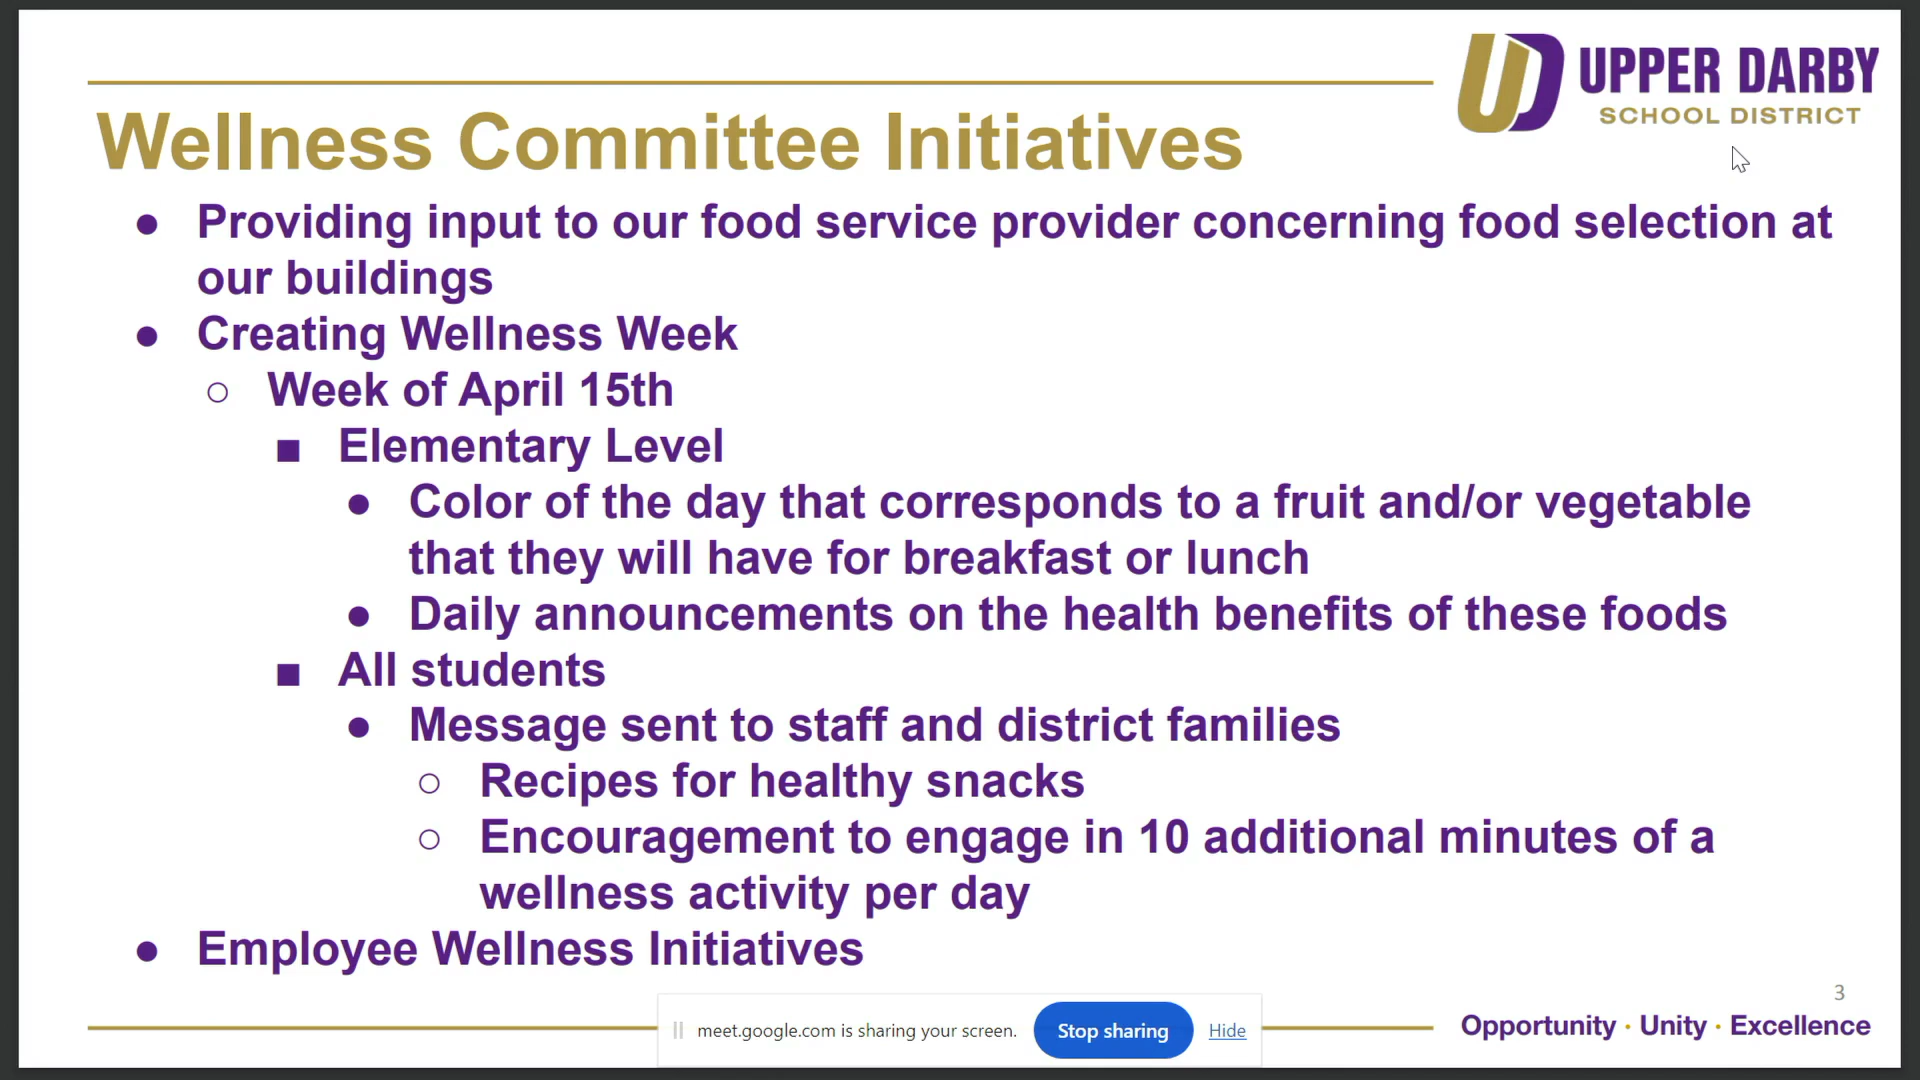 UPPER DARBY
SCHOOL DISTRICT
Wellness Committee Initiatives
● Providing input to our food service provider concerning food selection at
our buildings
● Creating Wellness Week
○ Week of April 15th
■ Elementary Level
● Color of the day that corresponds to a fruit and/or vegetable
that they will have for breakfast or lunch
● Daily announcements on the health benefits of these foods
■ All students
● Message sent to staff and district families
○ Recipes for healthy snacks
○ Encouragement to engage in 10 additional minutes of a
wellness activity per day
● Employee Wellness Initiatives
3
meet.google.com is sharing your screen. Stop sharing Hide
Opportunity · Unity · Excellence